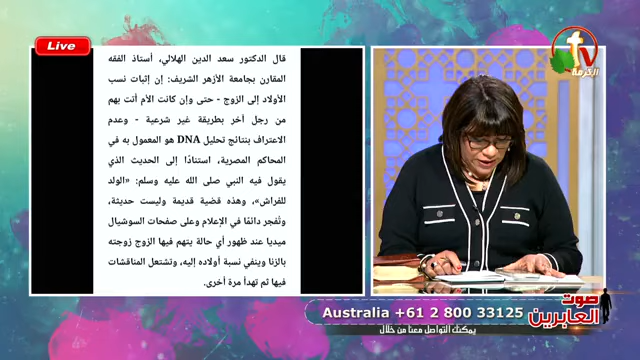 Live
قال الدكتور سعد الدين الهلالي، أستاذ الفقه
المقارن بجامعة الأزهر الشريف: إن إثبات نسب
الأولاد إلى الزوج - حتى وإن كانت الأم أتت بهم
من رجل آخر بطريقة غير شرعية - وعدم
الاعتراف بنتائج تحليل DNA هو المعمول به في
المحاكم المصرية، استنادًا إلى الحديث الذي
يقول فيه النبي صلى الله عليه وسلم: «الولد
للفراش»، وهذه قضية قديمة وليست حديثة،
وتُفجر دائمًا في الإعلام وعلى صفحات السوشيال
ميديا عند ظهور أي حالة يتهم فيها الزوج زوجته
بالزنا وينفي نسبة أولاده إليه، وتشتعل المناقشات
فيها ثم تهدأ مرة أخرى.
tv
الكرمة
Australia +61 2 800 33125
يمكنك التواصل معنا من خلال
صوت
العابرين